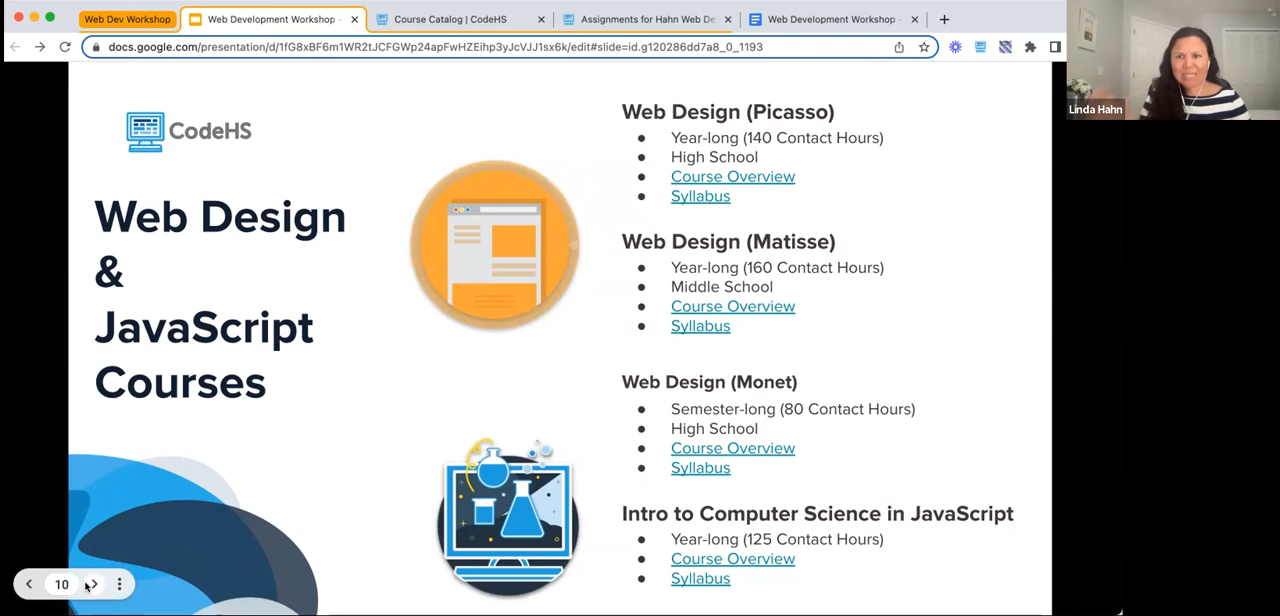 Web Dev Workshop
Web Development Workshop -
Course Catalog | CodeHS
Assignments for Hahn Web De
Web Development Workshop -
docs.google.com/presentation/d/1fG8xBF6m1WR2tJCFGWp24apFwHZEihp3yJcVJJ1sx6k/edit#slide=id.g120286dd7a8_0_1193
Linda Hahn
CodeHS
Web Design
&
JavaScript
Courses
Web Design (Picasso)
● Year-long (140 Contact Hours)
● High School
● Course Overview
● Syllabus
Web Design (Matisse)
● Year-long (160 Contact Hours)
● Middle School
● Course Overview
● Syllabus
Web Design (Monet)
● Semester-long (80 Contact Hours)
● High School
● Course Overview
● Syllabus
Intro to Computer Science in JavaScript
● Year-long (125 Contact Hours)
● Course Overview
● Syllabus
10